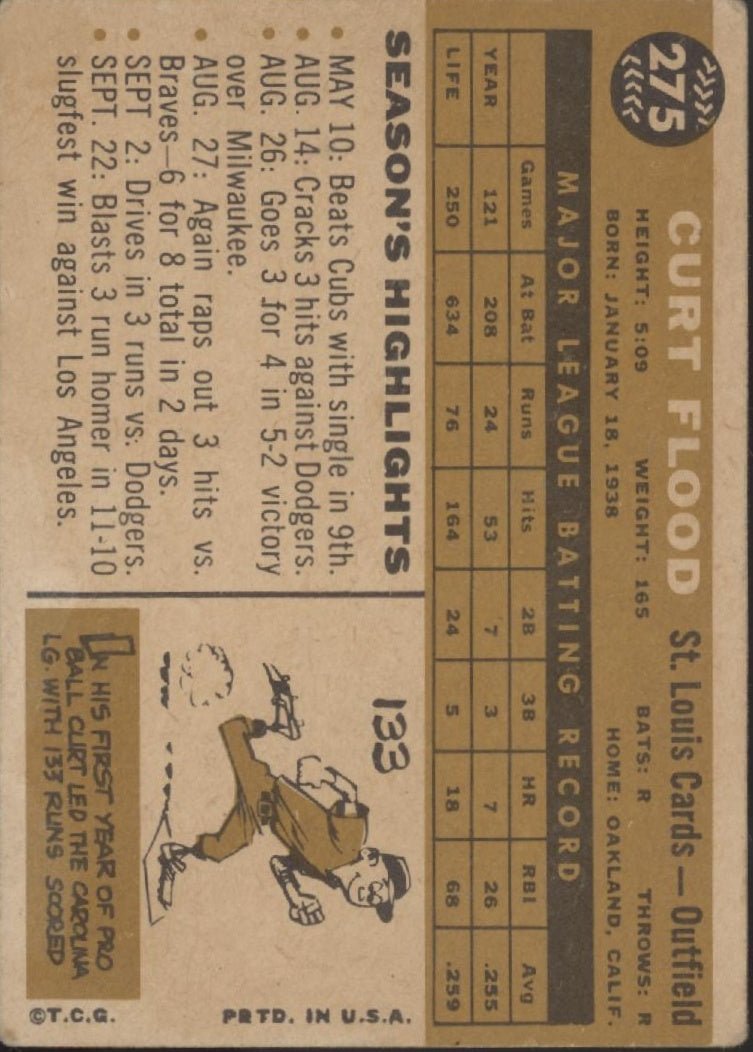 275
CURT FLOOD St. Louis Cards — Outfield
HEIGHT: 5:09 WEIGHT: 165 BATS: R THROWS: R
BORN: JANUARY 18, 1938 HOME: OAKLAND, CALIF.
MAJOR LEAGUE BATTING RECORD
Games At Bat Runs Hits 2B 3B HR RBI Avg
YEAR 121 208 24 53 7 3 7 26 .255
LIFE 250 634 76 164 24 5 18 68 .259
SEASON'S HIGHLIGHTS
• MAY 10: Beats Cubs with single in 9th.
• AUG. 14: Cracks 3 hits against Dodgers.
• AUG. 26: Goes 3 for 4 in 5-2 victory
over Milwaukee.
• AUG. 27: Again raps out 3 hits vs.
Braves—6 for 8 total in 2 days.
• SEPT 2: Drives in 3 runs vs. Dodgers.
• SEPT. 22: Blasts 3 run homer in 11-10
slugfest win against Los Angeles.
133
IN HIS FIRST YEAR OF PRO
BALL CURT LED THE CAROLINA
LG. WITH 133 RUNS SCORED
©T.C.G. PRTD. IN U.S.A.